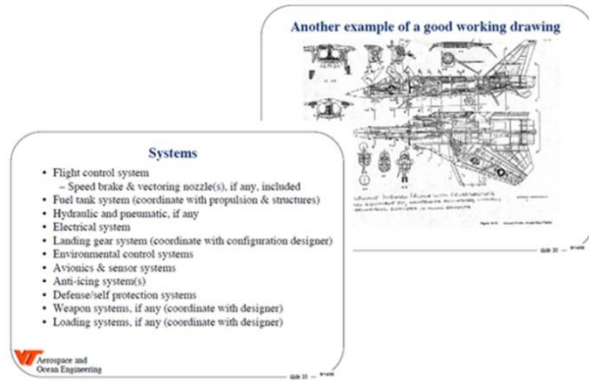 Another example of a good working drawing
Systems
• Flight control system
– Speed brake & vectoring nozzle(s), if any, included
• Fuel tank system (coordinate with propulsion & structures)
• Hydraulic and pneumatic, if any
• Electrical system
• Landing gear system (coordinate with configuration designer)
• Environmental control systems
• Avionics & sensor systems
• Anti-icing system(s)
• Defense/self protection systems
• Weapon systems, if any (coordinate with designer)
• Loading systems, if any (coordinate with designer)
VT Aerospace and
Ocean Engineering
slide
slide